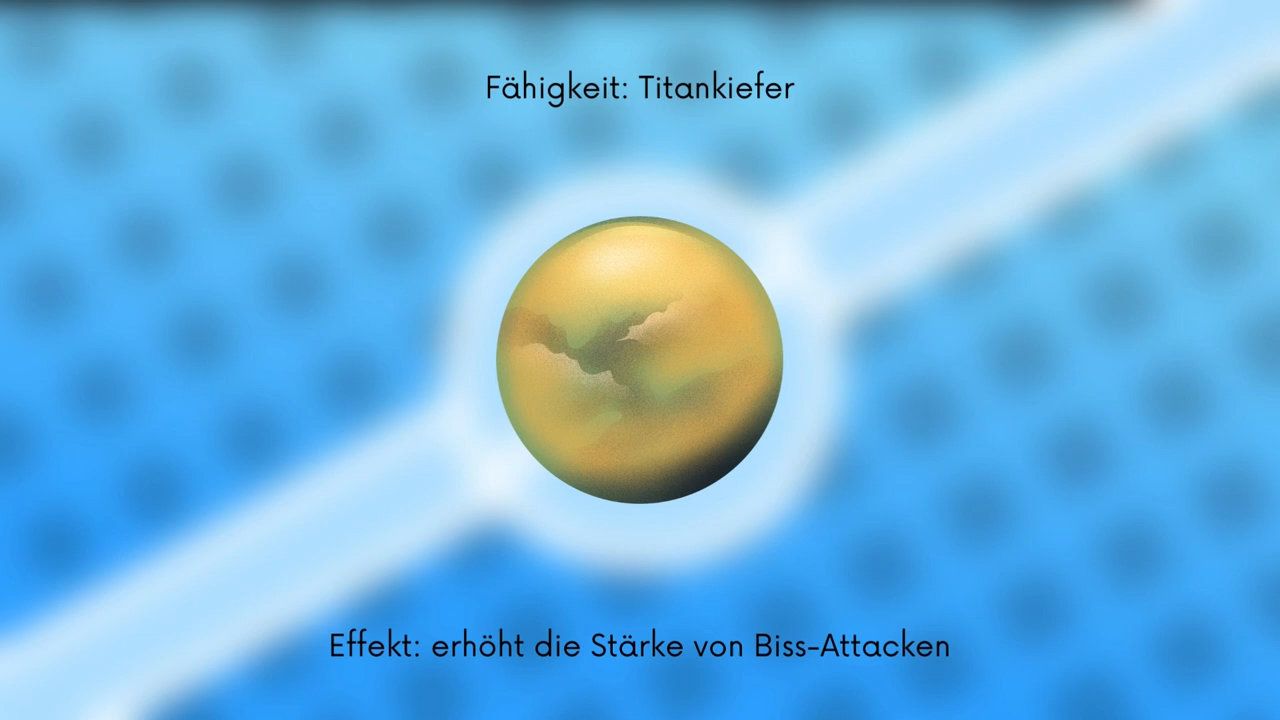 Fähigkeit: Titankiefer
Effekt: erhöht die Stärke von Biss-Attacken